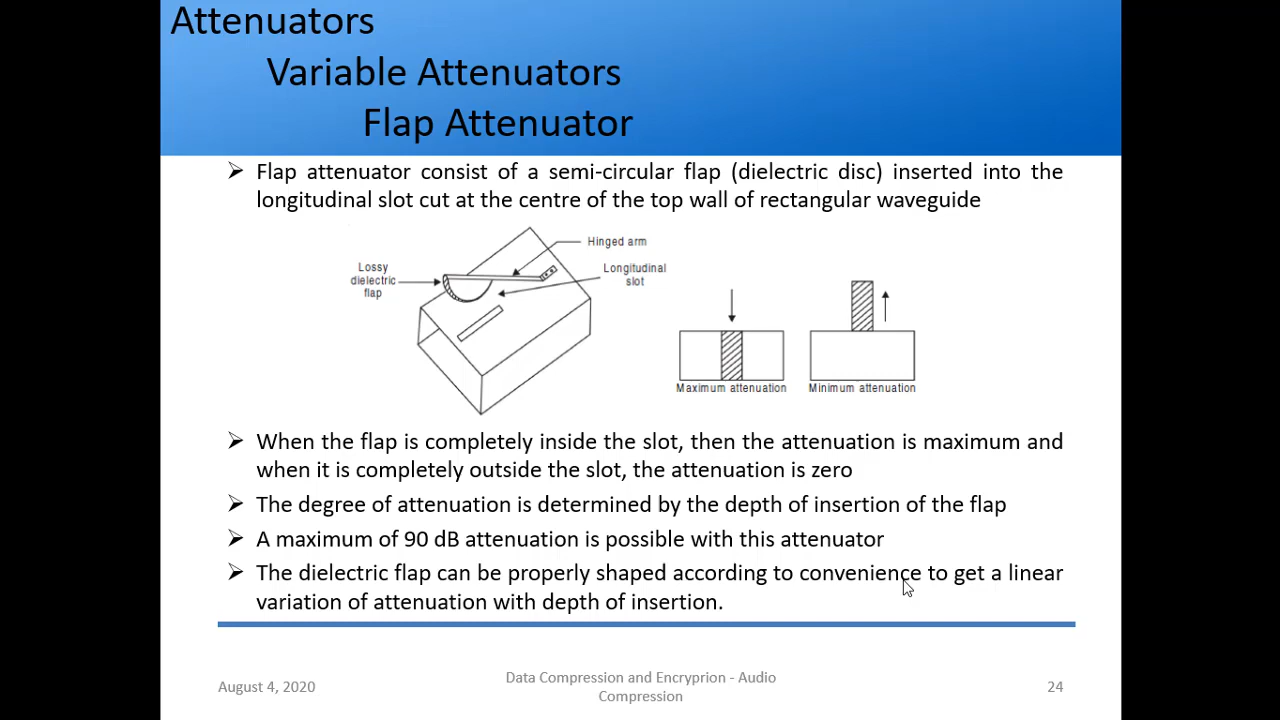 Attenuators
Variable Attenuators
Flap Attenuator
➢ Flap attenuator consist of a semi-circular flap (dielectric disc) inserted into the
longitudinal slot cut at the centre of the top wall of rectangular waveguide
Hinged arm
Lossy
dielectric
flap
Longitudinal
slot
Maximum attenuation
Minimum attenuation
➢ When the flap is completely inside the slot, then the attenuation is maximum and
when it is completely outside the slot, the attenuation is zero
➢ The degree of attenuation is determined by the depth of insertion of the flap
➢ A maximum of 90 dB attenuation is possible with this attenuator
➢ The dielectric flap can be properly shaped according to convenience to get a linear
variation of attenuation with depth of insertion.
August 4, 2020
Data Compression and Encryprion - Audio
Compression
24